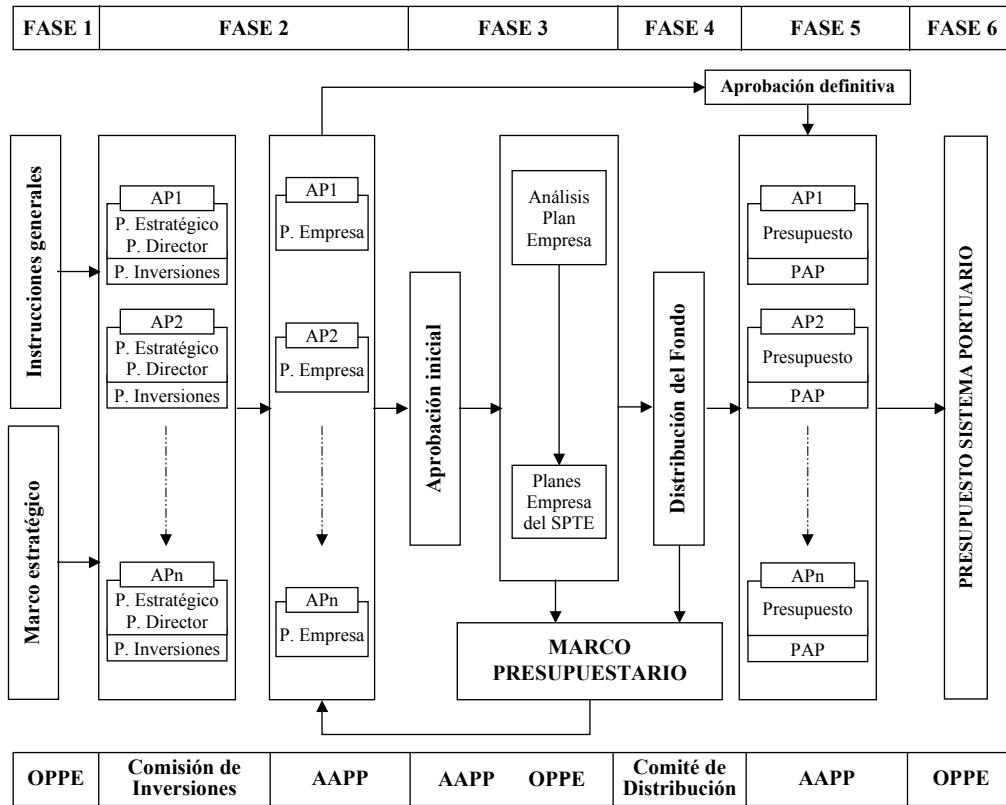 FASE 1
FASE 2
FASE 3
FASE 4
FASE 5
FASE 6
Aprobación definitiva
Instrucciones generales
Marco estratégico
AP1
P. Estratégico
P. Director
P. Inversiones
AP2
P. Estratégico
P. Director
P. Inversiones
APn
P. Estratégico
P. Director
P. Inversiones
AP1
P. Empresa
AP2
P. Empresa
APn
P. Empresa
Aprobación inicial
Análisis
Plan
Empresa
Planes
Empresa
del SPTE
Distribución del Fondo
MARCO
PRESUPUESTARIO
AP1
Presupuesto
PAP
AP2
Presupuesto
PAP
APn
Presupuesto
PAP
PRESUPUESTO SISTEMA PORTUARIO
OPPE
Comisión de
Inversiones
AAPP
AAPP OPPE
Comité de
Distribución
AAPP
OPPE